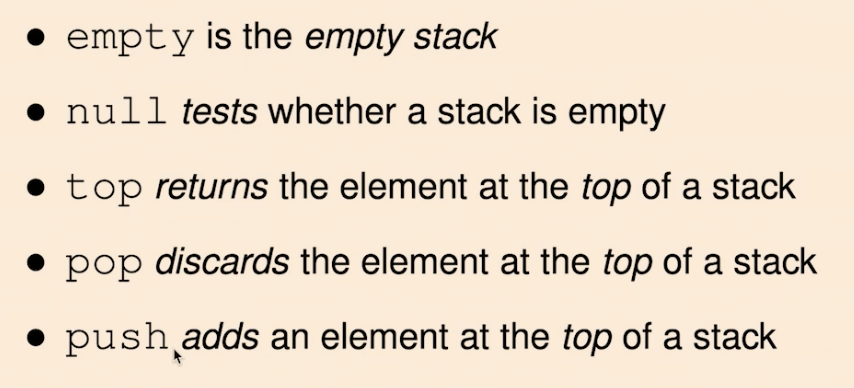 • empty is the empty stack
• null tests whether a stack is empty
• top returns the element at the top of a stack
• pop discards the element at the top of a stack
• push adds an element at the top of a stack